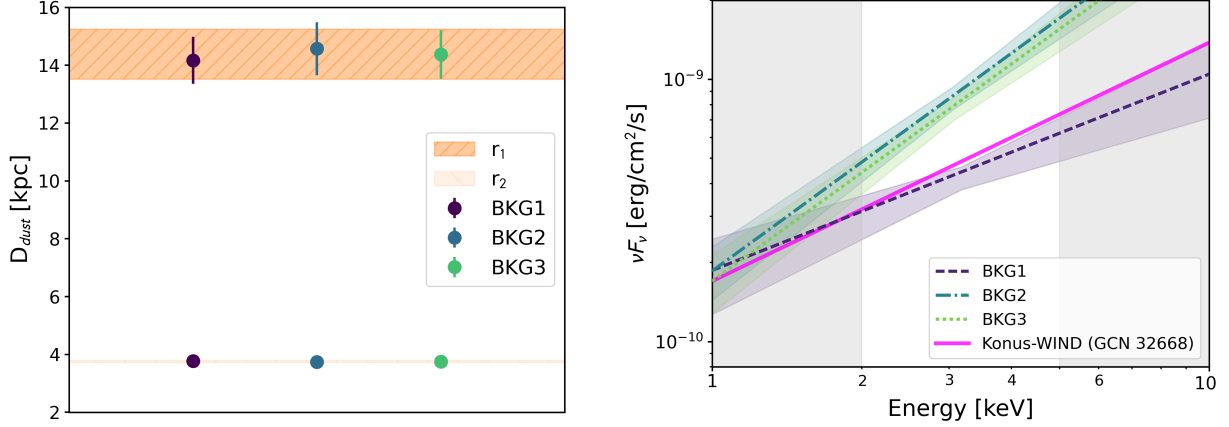 16
14
12
10
8
6
4
2
D_dust [kpc]
r₁
r₂
BKG1
BKG2
BKG3
νF_ν [erg/cm²/s]
10⁻⁹
10⁻¹⁰
BKG1
BKG2
BKG3
Konus-WIND (GCN 32668)
1 2 3 4 6 10
Energy [keV]